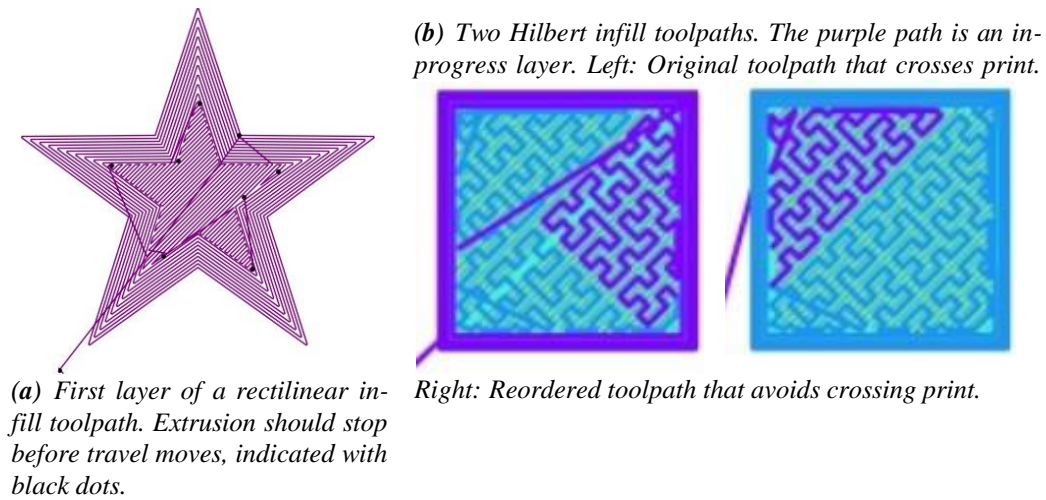 (b) Two Hilbert infill toolpaths. The purple path is an in-
progress layer. Left: Original toolpath that crosses print.
Right: Reordered toolpath that avoids crossing print.
(a) First layer of a rectilinear in-
fill toolpath. Extrusion should stop
before travel moves, indicated with
black dots.